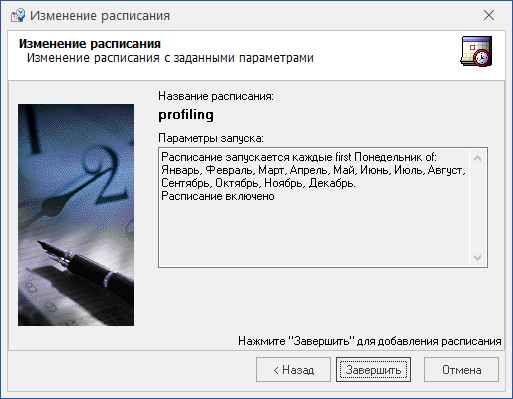 Изменение расписания
Изменение расписания
Изменение расписания с заданными параметрами
Название расписания:
profiling
Параметры запуска:
Расписание запускается каждые first Понедельник of:
Январь, Февраль, Март, Апрель, Май, Июнь, Июль, Август,
Сентябрь, Октябрь, Ноябрь, Декабрь.
Расписание включено
2
Нажмите "Завершить" для добавления расписания
< Назад
Завершить
Отмена